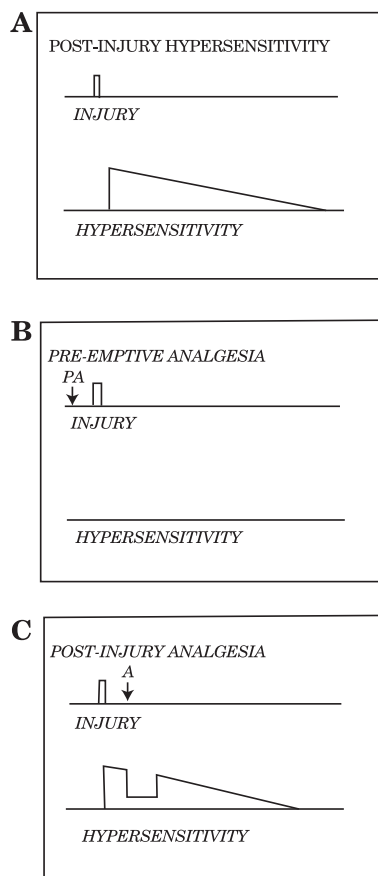 A
POST-INJURY HYPERSENSITIVITY
INJURY
HYPERSENSITIVITY
B
PRE-EMPTIVE ANALGESIA
PA
INJURY
HYPERSENSITIVITY
C
POST-INJURY ANALGESIA
A
INJURY
HYPERSENSITIVITY